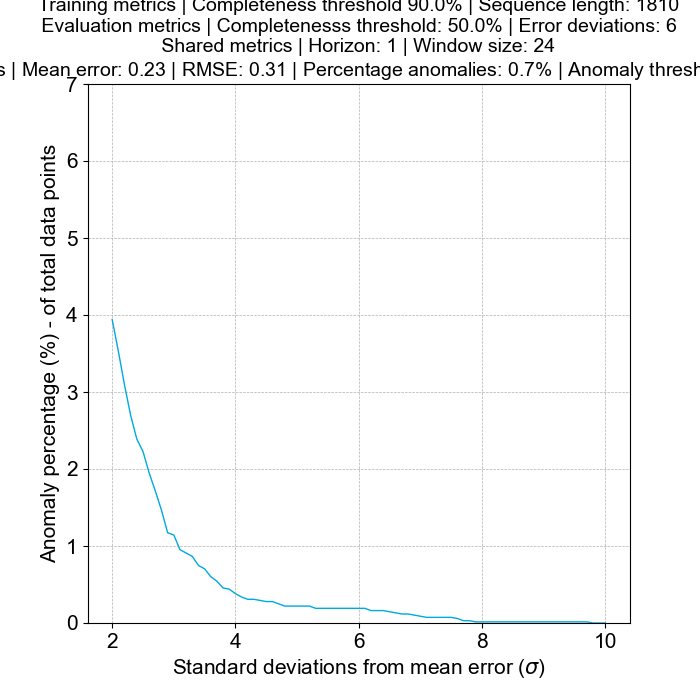 Training metrics | Completeness threshold 90.0% | Sequence length: 1810
Evaluation metrics | Completenesss threshold: 50.0% | Error deviations: 6
Shared metrics | Horizon: 1 | Window size: 24
| Mean error: 0.23 | RMSE: 0.31 | Percentage anomalies: 0.7% | Anomaly
7
6
5
4
3
2
1
0
Anomaly percentage (%) - of total data points
2 4 6 8 10
Standard deviations from mean error (σ)